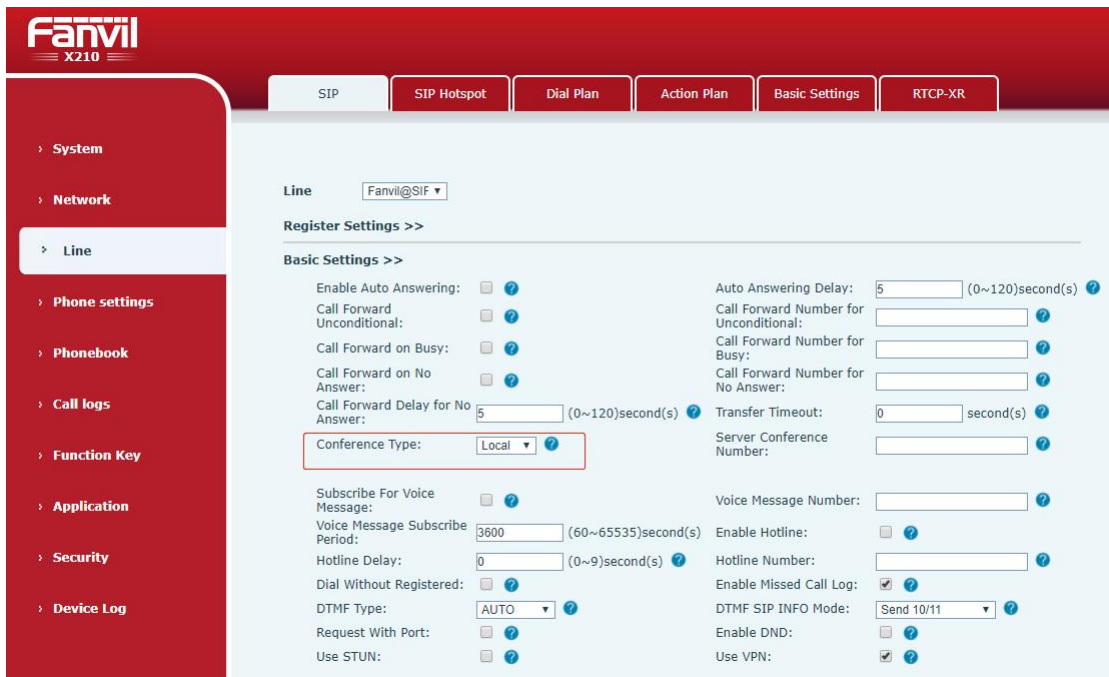 Fanvil
X210
SIP
SIP Hotspot
Dial Plan
Action Plan
Basic Settings
RTCP-XR
System
Network
Line
Phone settings
Phonebook
Call logs
Function Key
Application
Security
Device Log
Line Fanvil@SIF
Register Settings >>
Basic Settings >>
Enable Auto Answering: Auto Answering Delay: 5 (0~120)second(s)
Call Forward Unconditional: Call Forward Number for Unconditional:
Call Forward on Busy: Call Forward Number for Busy:
Call Forward on No Answer: Call Forward Number for No Answer:
Call Forward Delay for No Answer: 5 (0~120)second(s) Transfer Timeout: 0 second(s)
Conference Type: Local Server Conference Number:
Subscribe For Voice Message: Voice Message Number:
Voice Message Subscribe Period: 3600 (60~65535)second(s) Enable Hotline:
Hotline Delay: 0 (0~9)second(s) Hotline Number:
Dial Without Registered: Enable Missed Call Log:
DTMF Type: AUTO DTMF SIP INFO Mode: Send 10/11
Request With Port: Enable DND:
Use STUN: Use VPN: